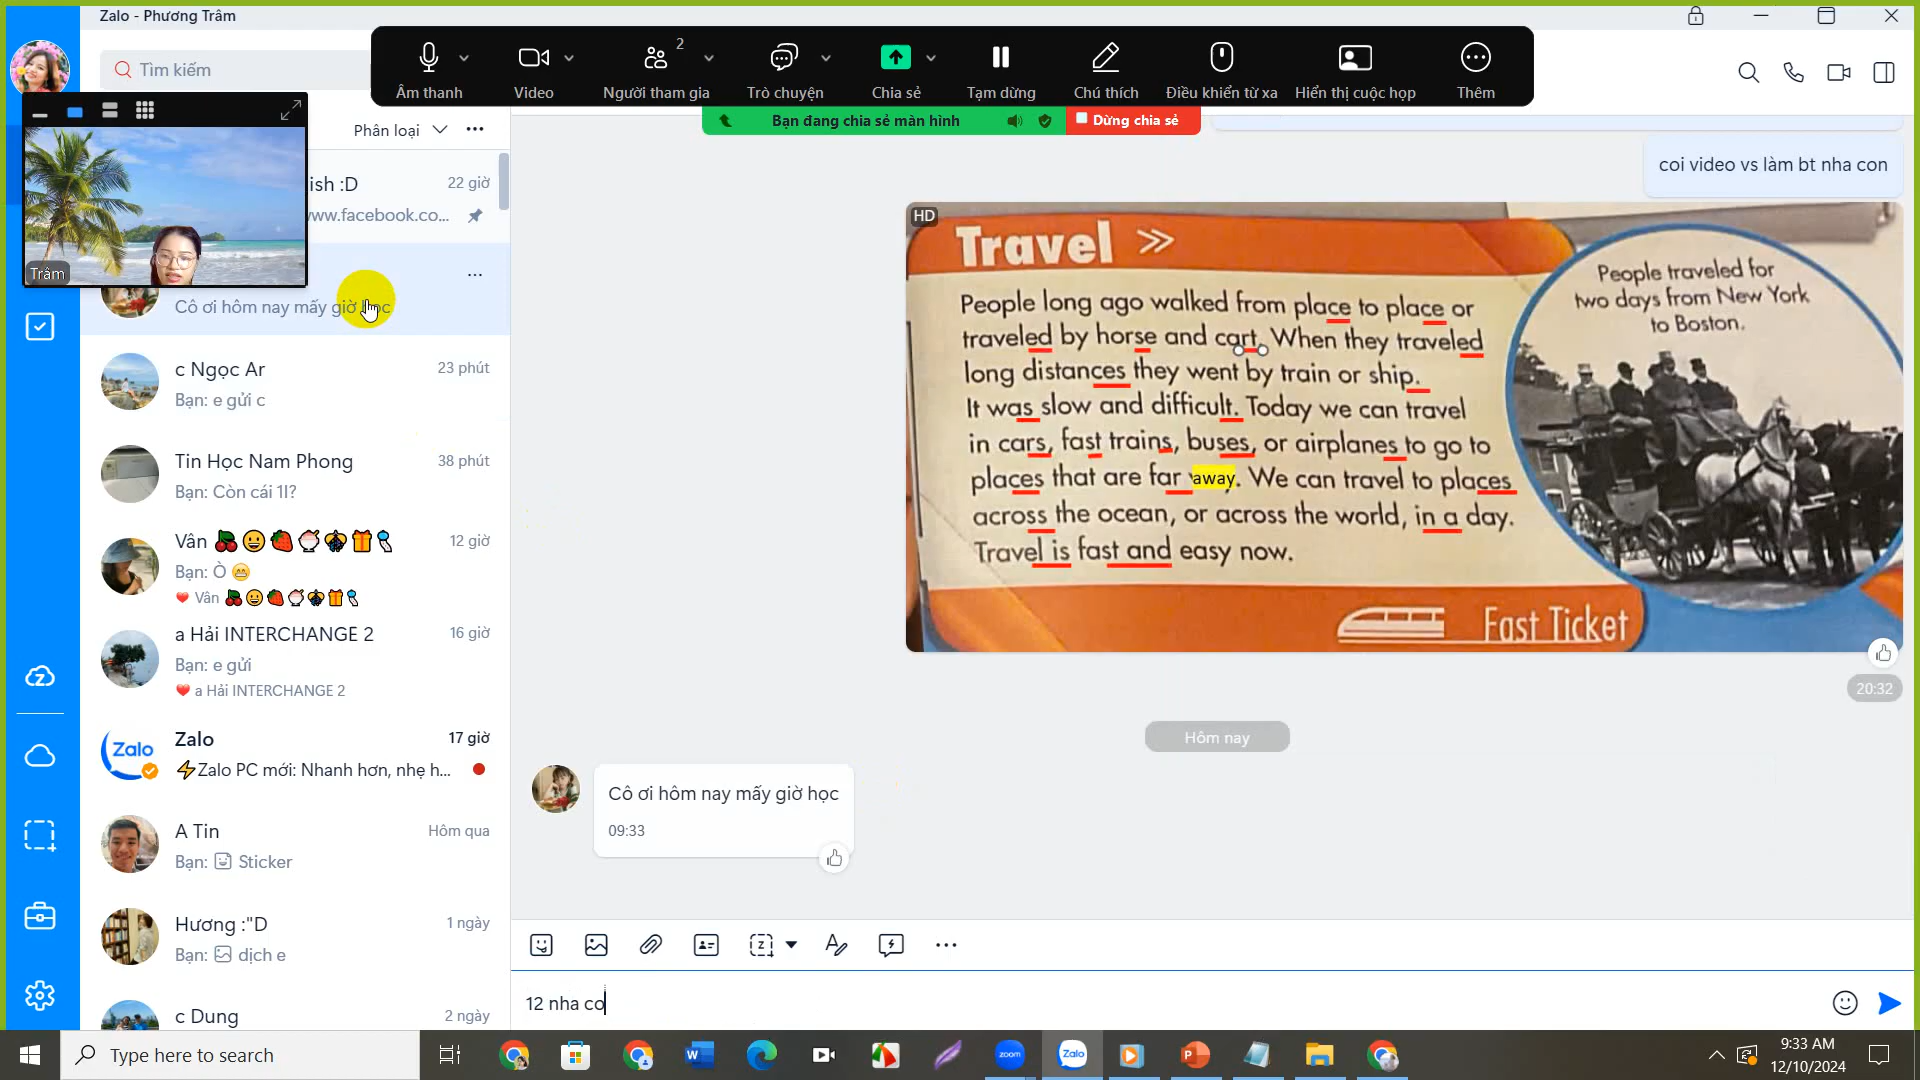 Zalo - Phương Trâm
Tìm kiếm
Âm thanh
Video
2
Người tham gia
Trò chuyện
Chia sẻ
Tạm dừng
Chú thích
Điều khiển từ xa
Hiển thị cuộc họp
Thêm
Bạn đang chia sẻ màn hình
Dừng chia sẻ
Trâm
Phân loại
ish :D
22 giờ
www.facebook.co...
Cô ơi hôm nay mấy giờ học
c Ngọc Ar
23 phút
Bạn: e gửi c
Tin Học Nam Phong
38 phút
Bạn: Còn cái 1l?
Vân
12 giờ
Bạn: Ò
Vân
a Hải INTERCHANGE 2
16 giờ
Bạn: e gửi
a Hải INTERCHANGE 2
Zalo
Zalo
17 giờ
Zalo PC mới: Nhanh hơn, nhẹ h...
A Tin
Hôm qua
Bạn: Sticker
Hương :"D
1 ngày
Bạn: dịch e
c Dung
2 ngày
coi video vs làm bt nha con
HD
Travel >>
People long ago walked from place to place or
traveled by horse and cart. When they traveled
long distances they went by train or ship.
It was slow and difficult. Today we can travel
in cars, fast trains, buses, or airplanes to go to
places that are far away. We can travel to places
across the ocean, or across the world, in a day.
Travel is fast and easy now.
People traveled for
two days from New York
to Boston.
Fast Ticket
20:32
Hôm nay
Cô ơi hôm nay mấy giờ học
09:33
12 nha co
Type here to search
zoom
Zalo
9:33 AM
12/10/2024